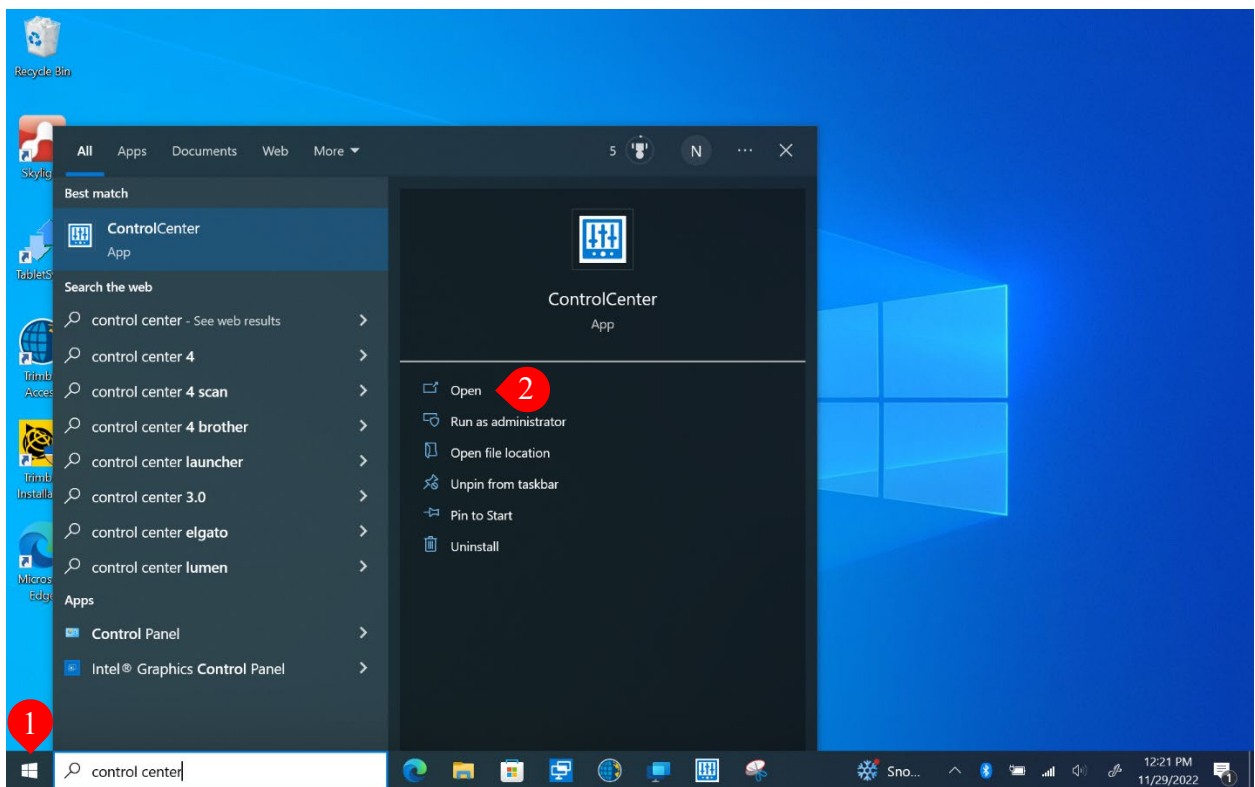 Recycle Bin
Skylig
TabletS
Trimb
Acces
Trimb
Installa
Micros
Edge
All Apps Documents Web More
5
N
Best match
ControlCenter
App
Search the web
control center - See web results
control center 4
control center 4 scan
control center 4 brother
control center launcher
control center 3.0
control center elgato
control center lumen
Apps
Control Panel
Intel® Graphics Control Panel
ControlCenter
App
Open
2
Run as administrator
Open file location
Unpin from taskbar
Pin to Start
Uninstall
1
control center
Sno...
12:21 PM
11/29/2022
1